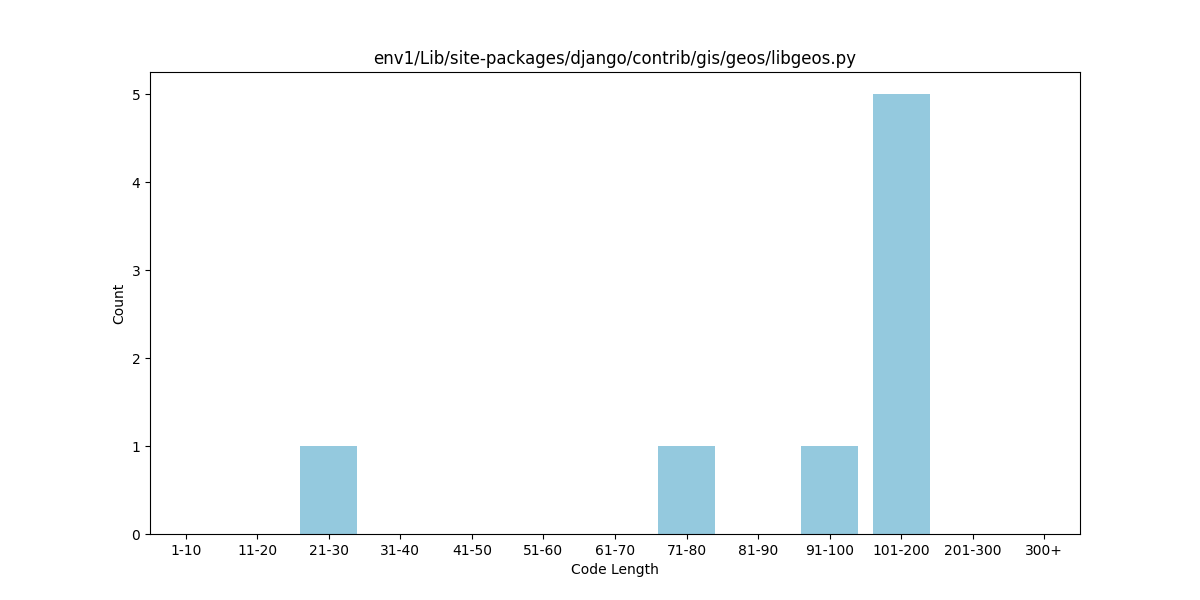 env1/Lib/site-packages/django/contrib/gis/geos/libgeos.py
5
4
3
2
1
0
Count
1-10 11-20 21-30 31-40 41-50 51-60 61-70 71-80 81-90 91-100 101-200 201-300 300+
Code Length